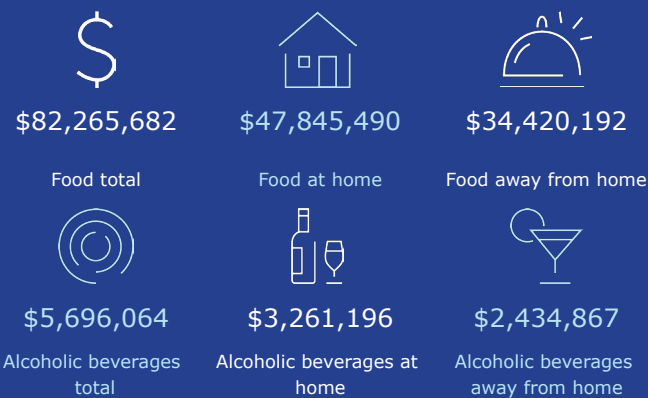 $82,265,682
$47,845,490
$34,420,192
Food total
Food at home
Food away from home
$5,696,064
$3,261,196
$2,434,867
Alcoholic beverages
total
Alcoholic beverages at
home
Alcoholic beverages
away from home